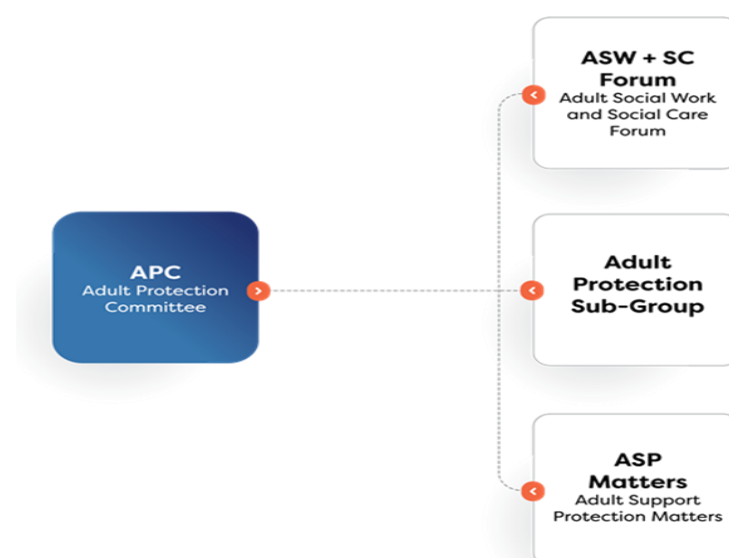 APC
Adult Protection
Committee
ASW + SC
Forum
Adult Social Work
and Social Care
Forum
Adult
Protection
Sub-Group
ASP
Matters
Adult Support
Protection Matters